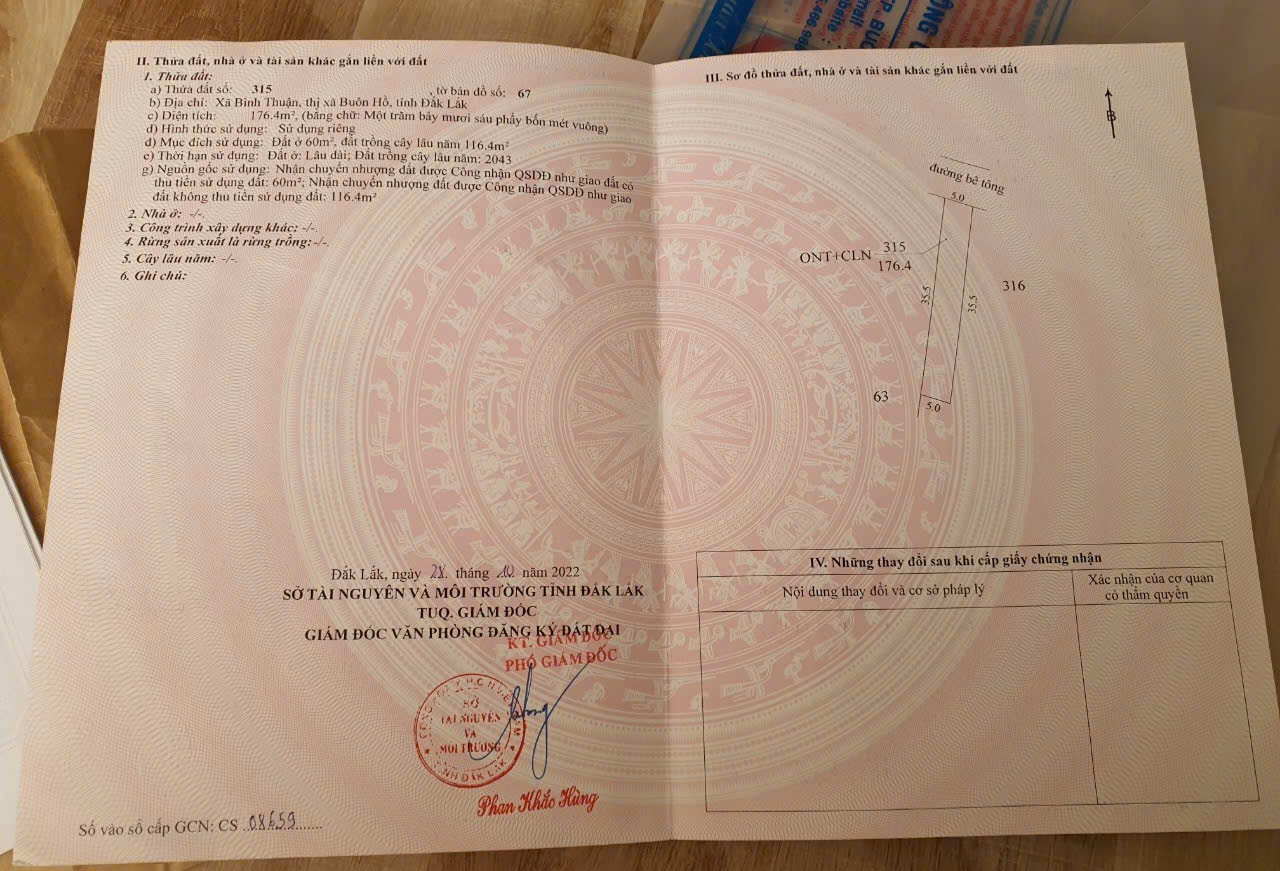 II. Thửa đất, nhà ở và tài sản khác gắn liền với đất
1. Thửa đất:
a) Thửa đất số: 315 , tờ bản đồ số: 67
b) Địa chỉ: Xã Bình Thuận, thị xã Buôn Hồ, tỉnh Đắk Lắk
c) Diện tích: 176.4m², (bằng chữ: Một trăm bảy mươi sáu phẩy bốn mét vuông)
d) Hình thức sử dụng: Sử dụng riêng
đ) Mục đích sử dụng: Đất ở 60m², đất trồng cây lâu năm 116.4m²
e) Thời hạn sử dụng: Đất ở: Lâu dài; Đất trồng cây lâu năm: 2043
g) Nguồn gốc sử dụng: Nhận chuyển nhượng đất được Công nhận QSDĐ như giao đất có
thu tiền sử dụng đất: 60m²; Nhận chuyển nhượng đất được Công nhận QSDĐ như giao
đất không thu tiền sử dụng đất: 116.4m²
2. Nhà ở: -/-.
3. Công trình xây dựng khác: -/-.
4. Rừng sản xuất là rừng trồng: -/-.
5. Cây lâu năm: -/-.
6. Ghi chú:
Đắk Lắk, ngày 28. tháng 10. năm 2022
SỞ TÀI NGUYÊN VÀ MÔI TRƯỜNG TỈNH ĐẮK LẮK
TUQ. GIÁM ĐỐC
GIÁM ĐỐC VĂN PHÒNG ĐĂNG KÝ ĐẤT ĐAI
KT. GIÁM ĐỐC
PHÓ GIÁM ĐỐC
SỞ
TÀI NGUYÊN
VÀ
MÔI TRƯỜNG
TỈNH ĐẮK LẮK
Phan Khắc Hùng
Số vào sổ cấp GCN: CS 08659
III. Sơ đồ thửa đất, nhà ở và tài sản khác gắn liền với đất
B
đường bê tông
5.0
ONT+CLN 315
176.4
316
35.5
35.5
63
5.0
IV. Những thay đổi sau khi cấp giấy chứng nhận
Nội dung thay đổi và cơ sở pháp lý
Xác nhận của cơ quan
có thẩm quyền